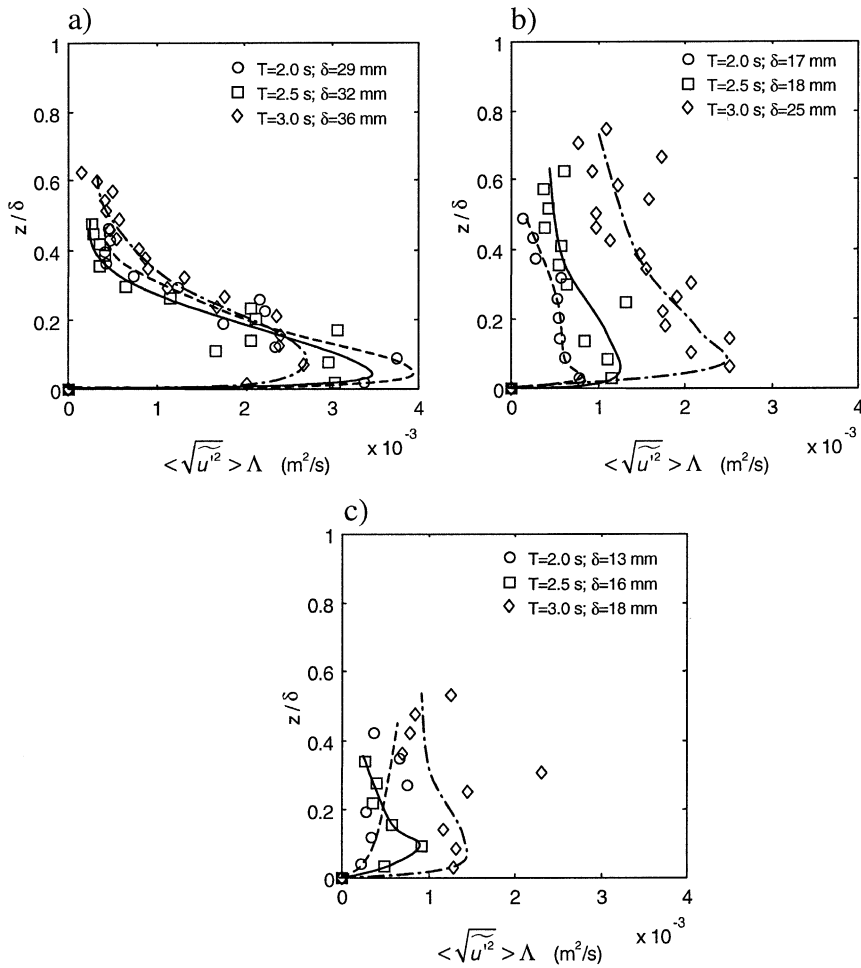 a)
T=2.0 s; δ=29 mm
T=2.5 s; δ=32 mm
T=3.0 s; δ=36 mm
1
0.8
0.6
0.4
0.2
0
z / δ
0 1 2 3 4
x 10⁻³
<√ũ'²> Λ (m²/s)
b)
T=2.0 s; δ=17 mm
T=2.5 s; δ=18 mm
T=3.0 s; δ=25 mm
1
0.8
0.6
0.4
0.2
0
z / δ
0 1 2 3 4
x 10⁻³
<√ũ'²> Λ (m²/s)
c)
T=2.0 s; δ=13 mm
T=2.5 s; δ=16 mm
T=3.0 s; δ=18 mm
1
0.8
0.6
0.4
0.2
0
z / δ
0 1 2 3 4
x 10⁻³
<√ũ'²> Λ (m²/s)